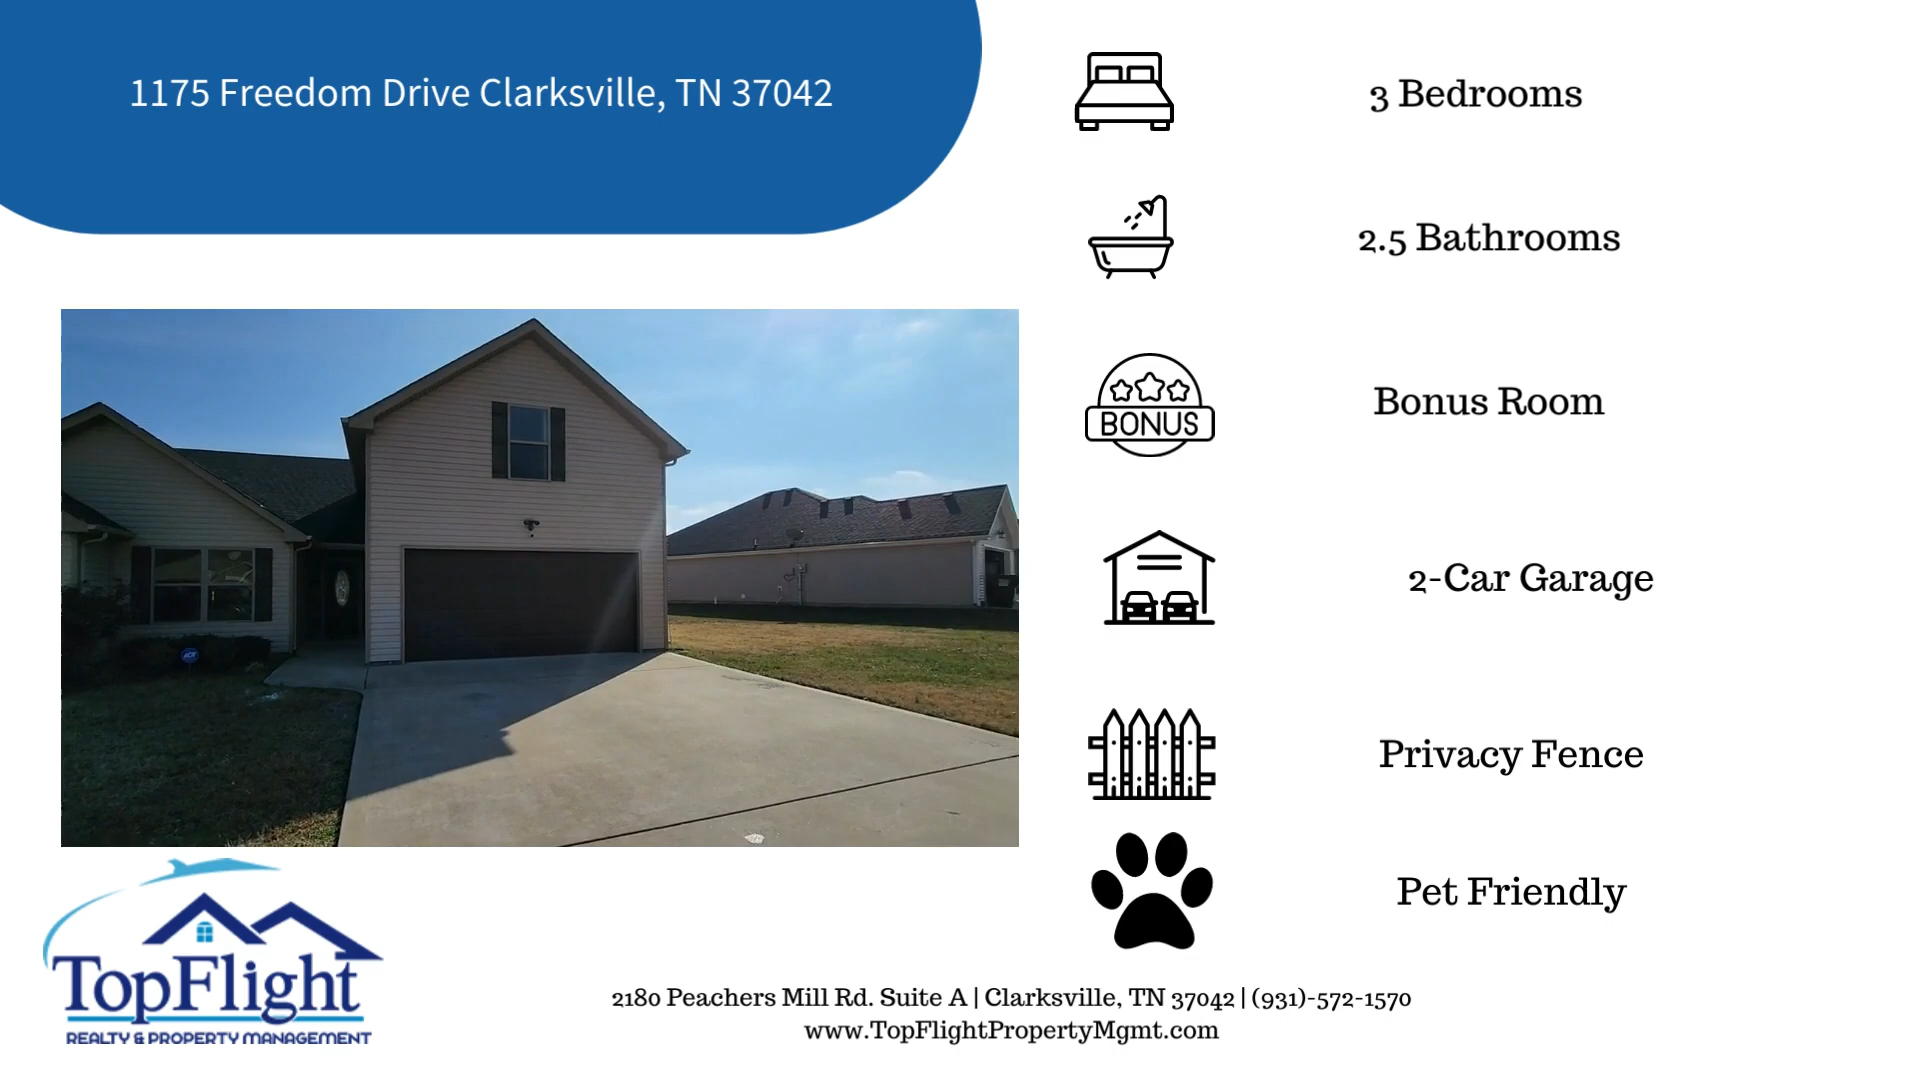 1175 Freedom Drive Clarksville, TN 37042
3 Bedrooms
2.5 Bathrooms
BONUS
Bonus Room
2-Car Garage
Privacy Fence
Pet Friendly
ADT
TopFlight
REALTY & PROPERTY MANAGEMENT
2180 Peachers Mill Rd. Suite A | Clarksville, TN 37042 | (931)-572-1570
www.TopFlightPropertyMgmt.com